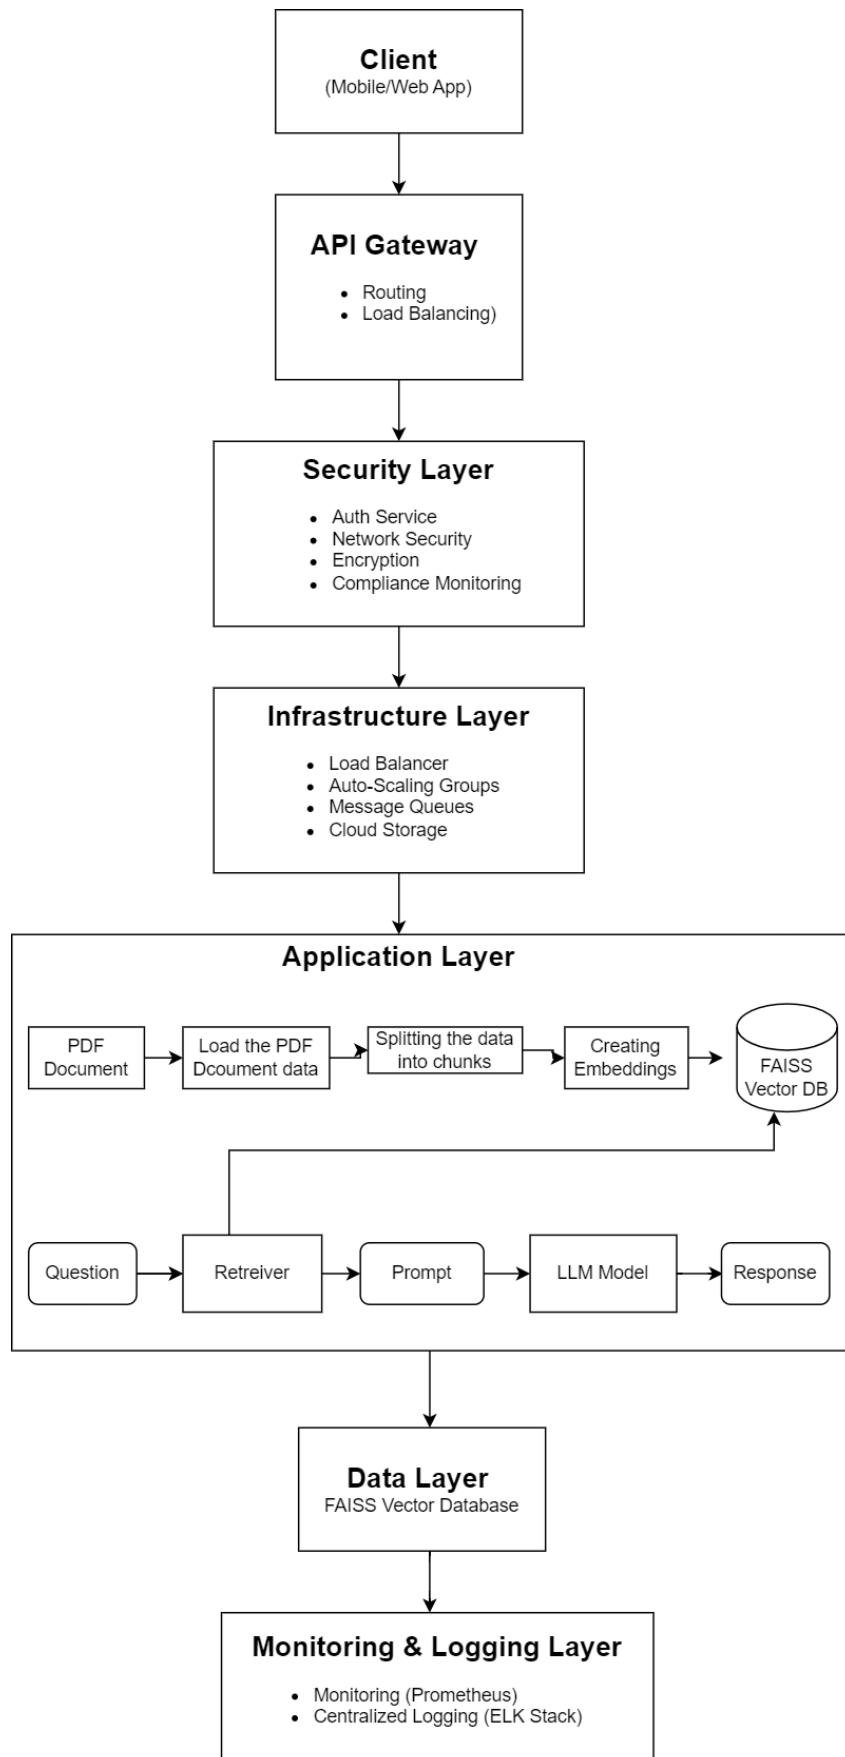 Client
(Mobile/Web App)
API Gateway
• Routing
• Load Balancing)
Security Layer
• Auth Service
• Network Security
• Encryption
• Compliance Monitoring
Infrastructure Layer
• Load Balancer
• Auto-Scaling Groups
• Message Queues
• Cloud Storage
Application Layer
PDF
Document
Load the PDF
Dcoument data
Splitting the data
into chunks
Creating
Embeddings
FAISS
Vector DB
Question
Retreiver
Prompt
LLM Model
Response
Data Layer
FAISS Vector Database
Monitoring & Logging Layer
• Monitoring (Prometheus)
• Centralized Logging (ELK Stack)